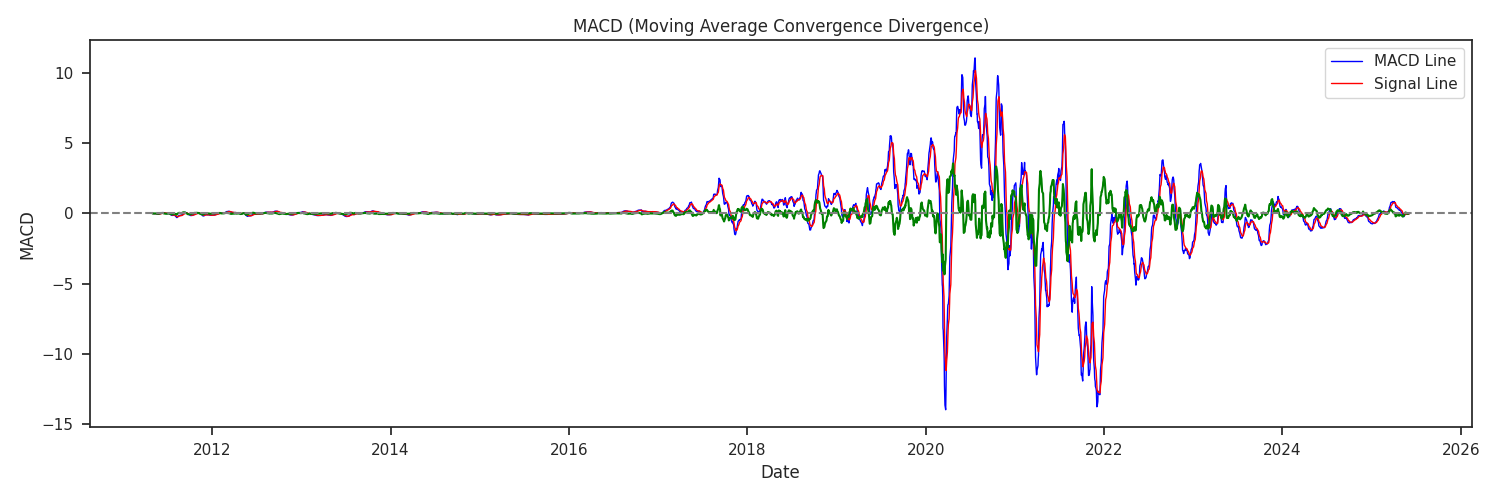 MACD (Moving Average Convergence Divergence)
MACD Line
Signal Line
10
5
0
−5
−10
−15
MACD
2012
2014
2016
2018
2020
2022
2024
2026
Date